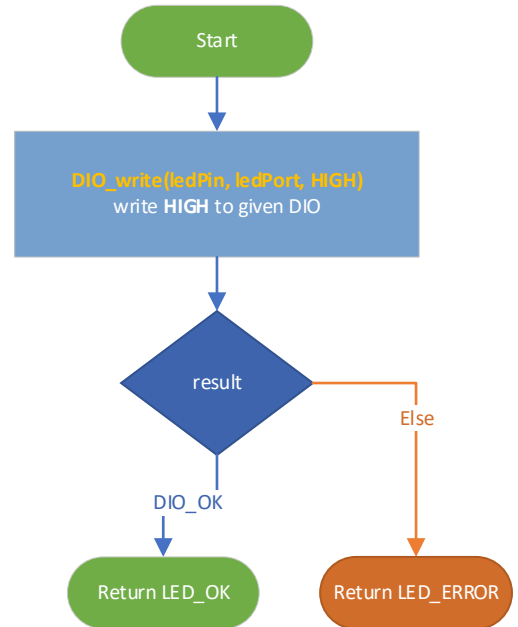 Start
DIO_write(ledPin, ledPort, HIGH)
write HIGH to given DIO
result
Else
DIO_OK
Return LED_OK
Return LED_ERROR